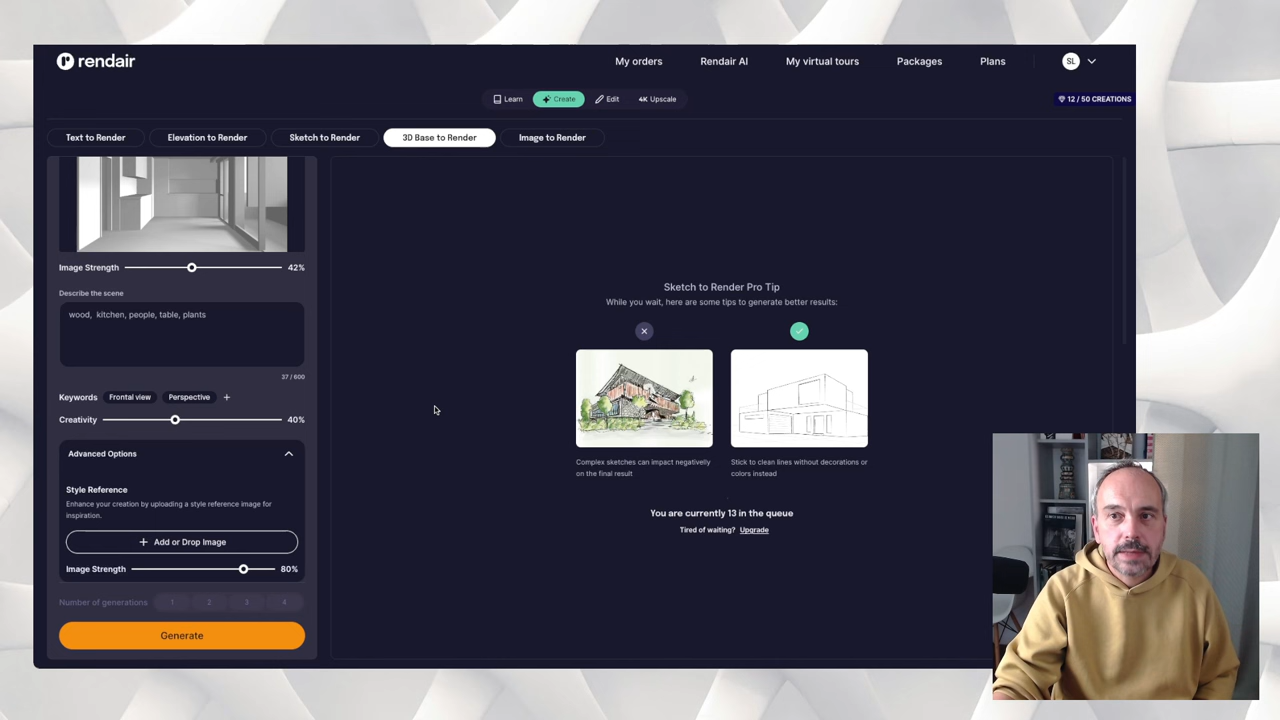 rendair
My orders
Rendair AI
My virtual tours
Packages
Plans
SL
Learn
Create
Edit
4K Upscale
12 / 50 CREATIONS
Text to Render
Elevation to Render
Sketch to Render
3D Base to Render
Image to Render
Image Strength
42%
Describe the scene
wood, kitchen, people, table, plants
37 / 600
Keywords
Frontal view
Perspective
+
Creativity
40%
Advanced Options
Style Reference
Enhance your creation by uploading a style reference image for
inspiration.
+ Add or Drop Image
Image Strength
80%
Number of generations
1
2
3
4
Generate
Sketch to Render Pro Tip
While you wait, here are some tips to generate better results:
Complex sketches can impact negativelly
on the final result
Stick to clean lines without decorations or
colors instead
You are currently 13 in the queue
Tired of waiting? Upgrade